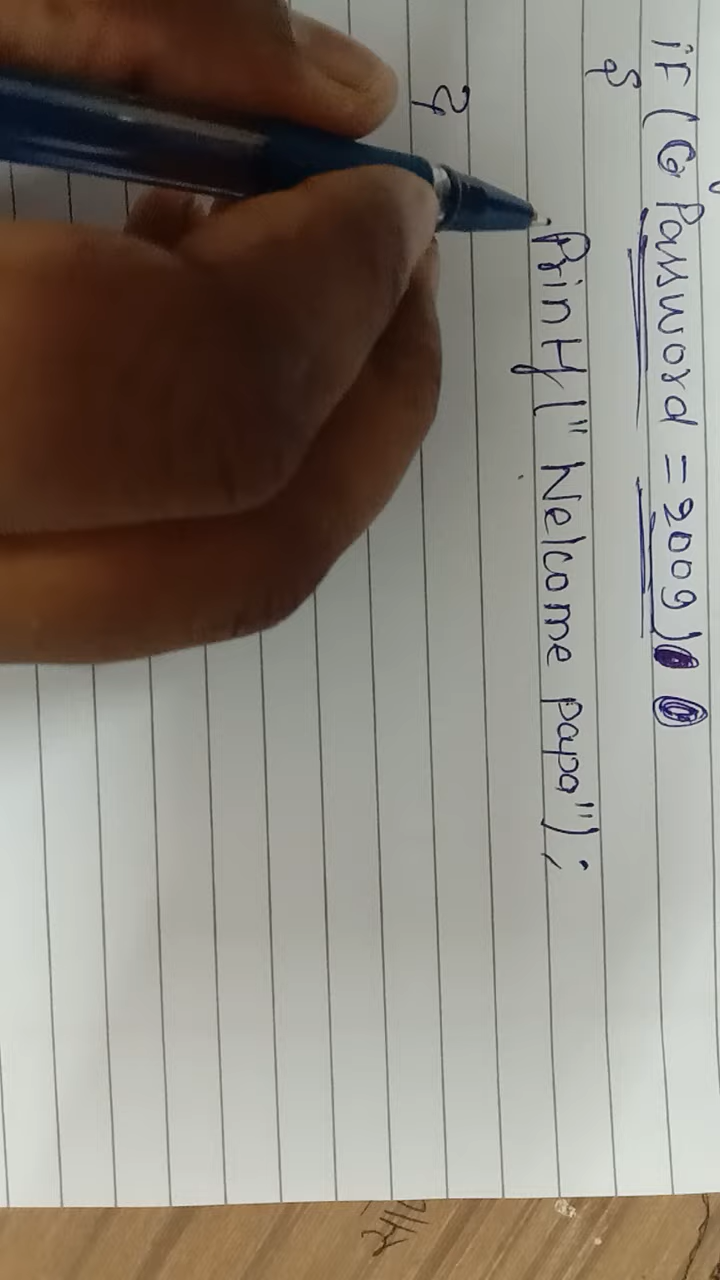 if ( Password = 2009)
{
Printf ("Welcome papa");
}